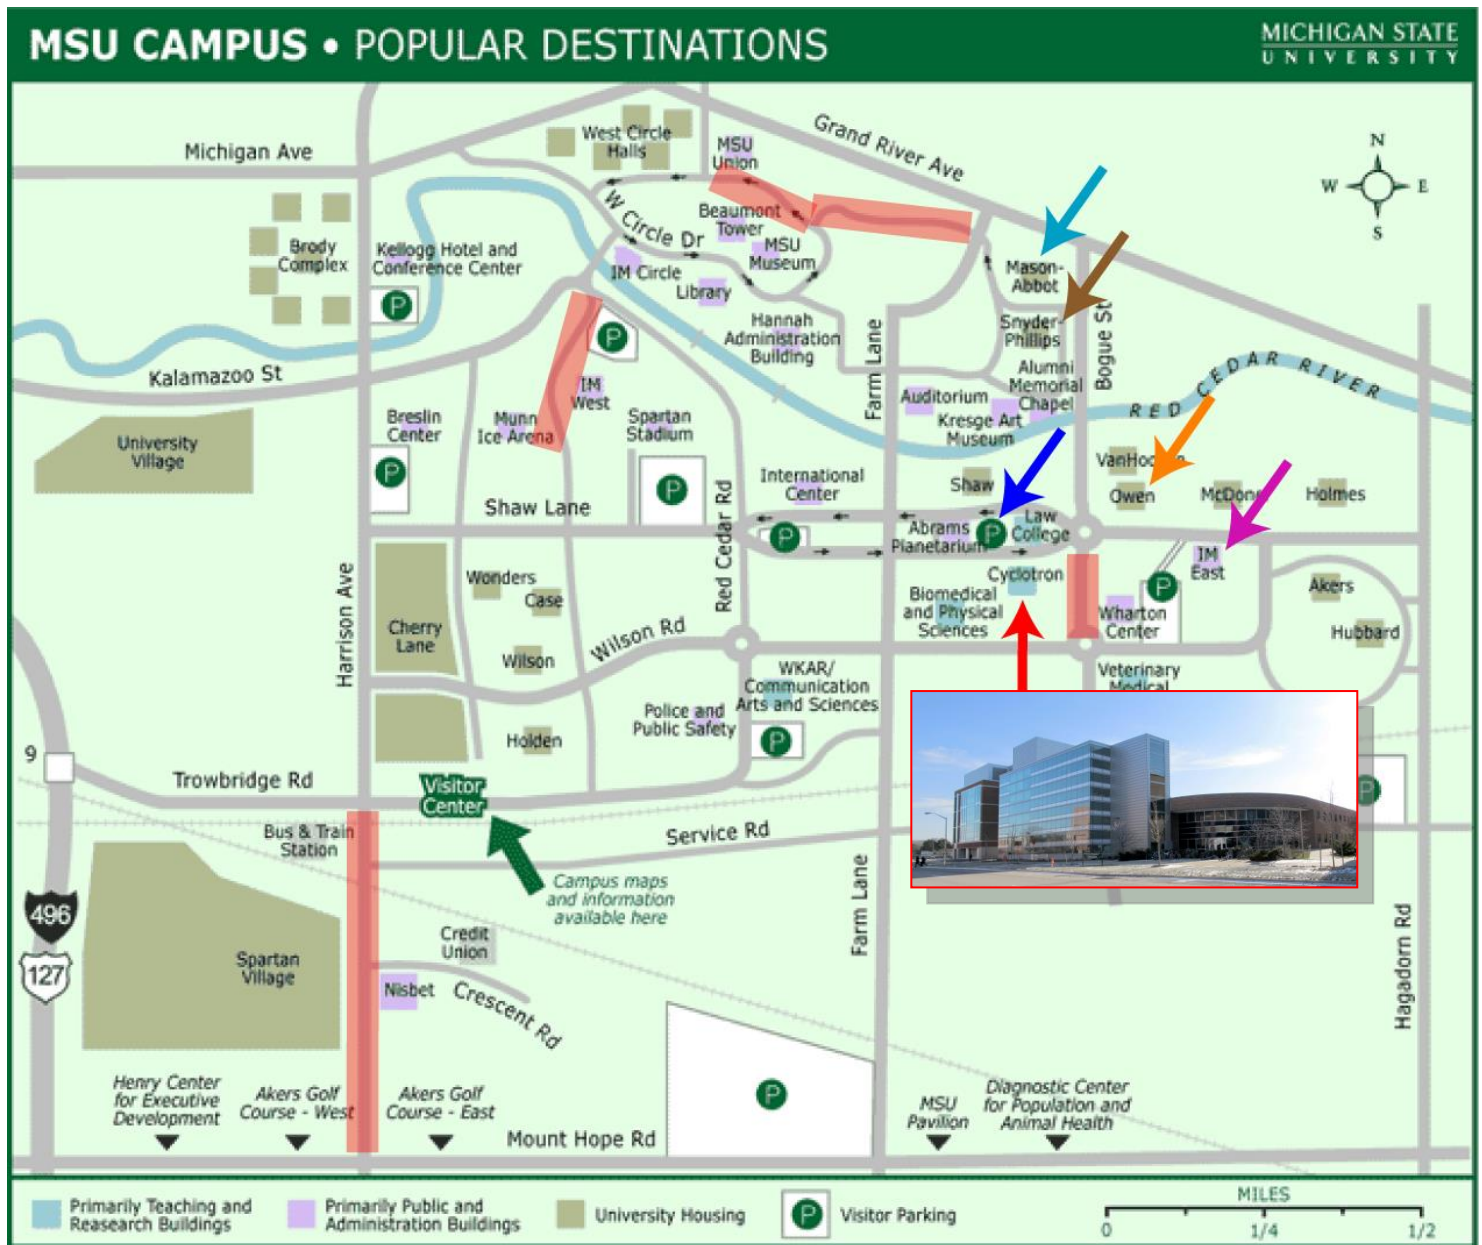 MSU CAMPUS • POPULAR DESTINATIONS
MICHIGAN STATE
UNIVERSITY
Michigan Ave
West Circle
Halls
MSU
Union
Grand River Ave
N
W
E
S
Brody
Complex
Kellogg Hotel and
Conference Center
P
W Circle Dr
Beaumont
Tower
MSU
Museum
IM Circle
Library
Hannah
Administration
Building
Mason-
Abbot
Snyder-
Phillips
Bogue St
Kalamazoo St
P
IM
West
Munn
Ice Arena
Breslin
Center
P
Spartan
Stadium
P
Farm Lane
Auditorium
Alumni
Memorial
Chapel
Kresge Art
Museum
RED CEDAR RIVER
University
Village
Shaw Lane
Red Cedar Rd
International
Center
P
Shaw
Abrams
Planetarium
P
Law
College
Owen
Holmes
IM
East
P
Harrison Ave
Wonders
Case
Cherry
Lane
Wilson
Wilson Rd
Cyclotron
Biomedical
and Physical
Sciences
Wharton
Center
Akers
Hubbard
WKAR/
Communication
Arts and Sciences
P
Police and
Public Safety
Veterinary
Medical
Holden
9
Trowbridge Rd
Visitor
Center
Bus & Train
Station
Service Rd
P
Campus maps
and information
available here
496
127
Spartan
Village
Credit
Union
Nisbet
Crescent Rd
Farm Lane
Hagadorn Rd
Henry Center
for Executive
Development
Akers Golf
Course - West
Akers Golf
Course - East
Mount Hope Rd
P
MSU
Pavilion
Diagnostic Center
for Population and
Animal Health
Primarily Teaching and
Reasearch Buildings
Primarily Public and
Administration Buildings
University Housing
P
Visitor Parking
MILES
0
1/4
1/2